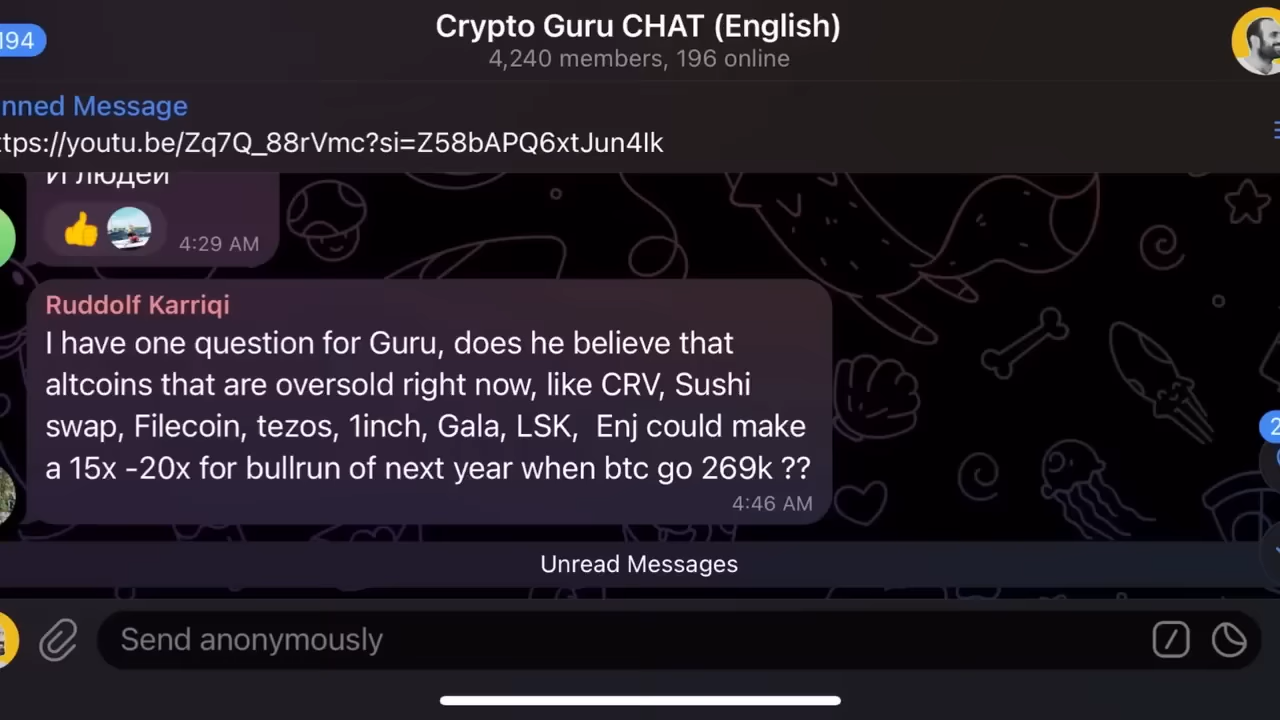 194
Crypto Guru CHAT (English)
4,240 members, 196 online
nned Message
ttps://youtu.be/Zq7Q_88rVmc?si=Z58bAPQ6xtJun4lk
И людей
4:29 AM
Ruddolf Karriqi
I have one question for Guru, does he believe that
altcoins that are oversold right now, like CRV, Sushi
swap, Filecoin, tezos, 1inch, Gala, LSK,  Enj could make
a 15x -20x for bullrun of next year when btc go 269k ??
4:46 AM
2
Unread Messages
Send anonymously